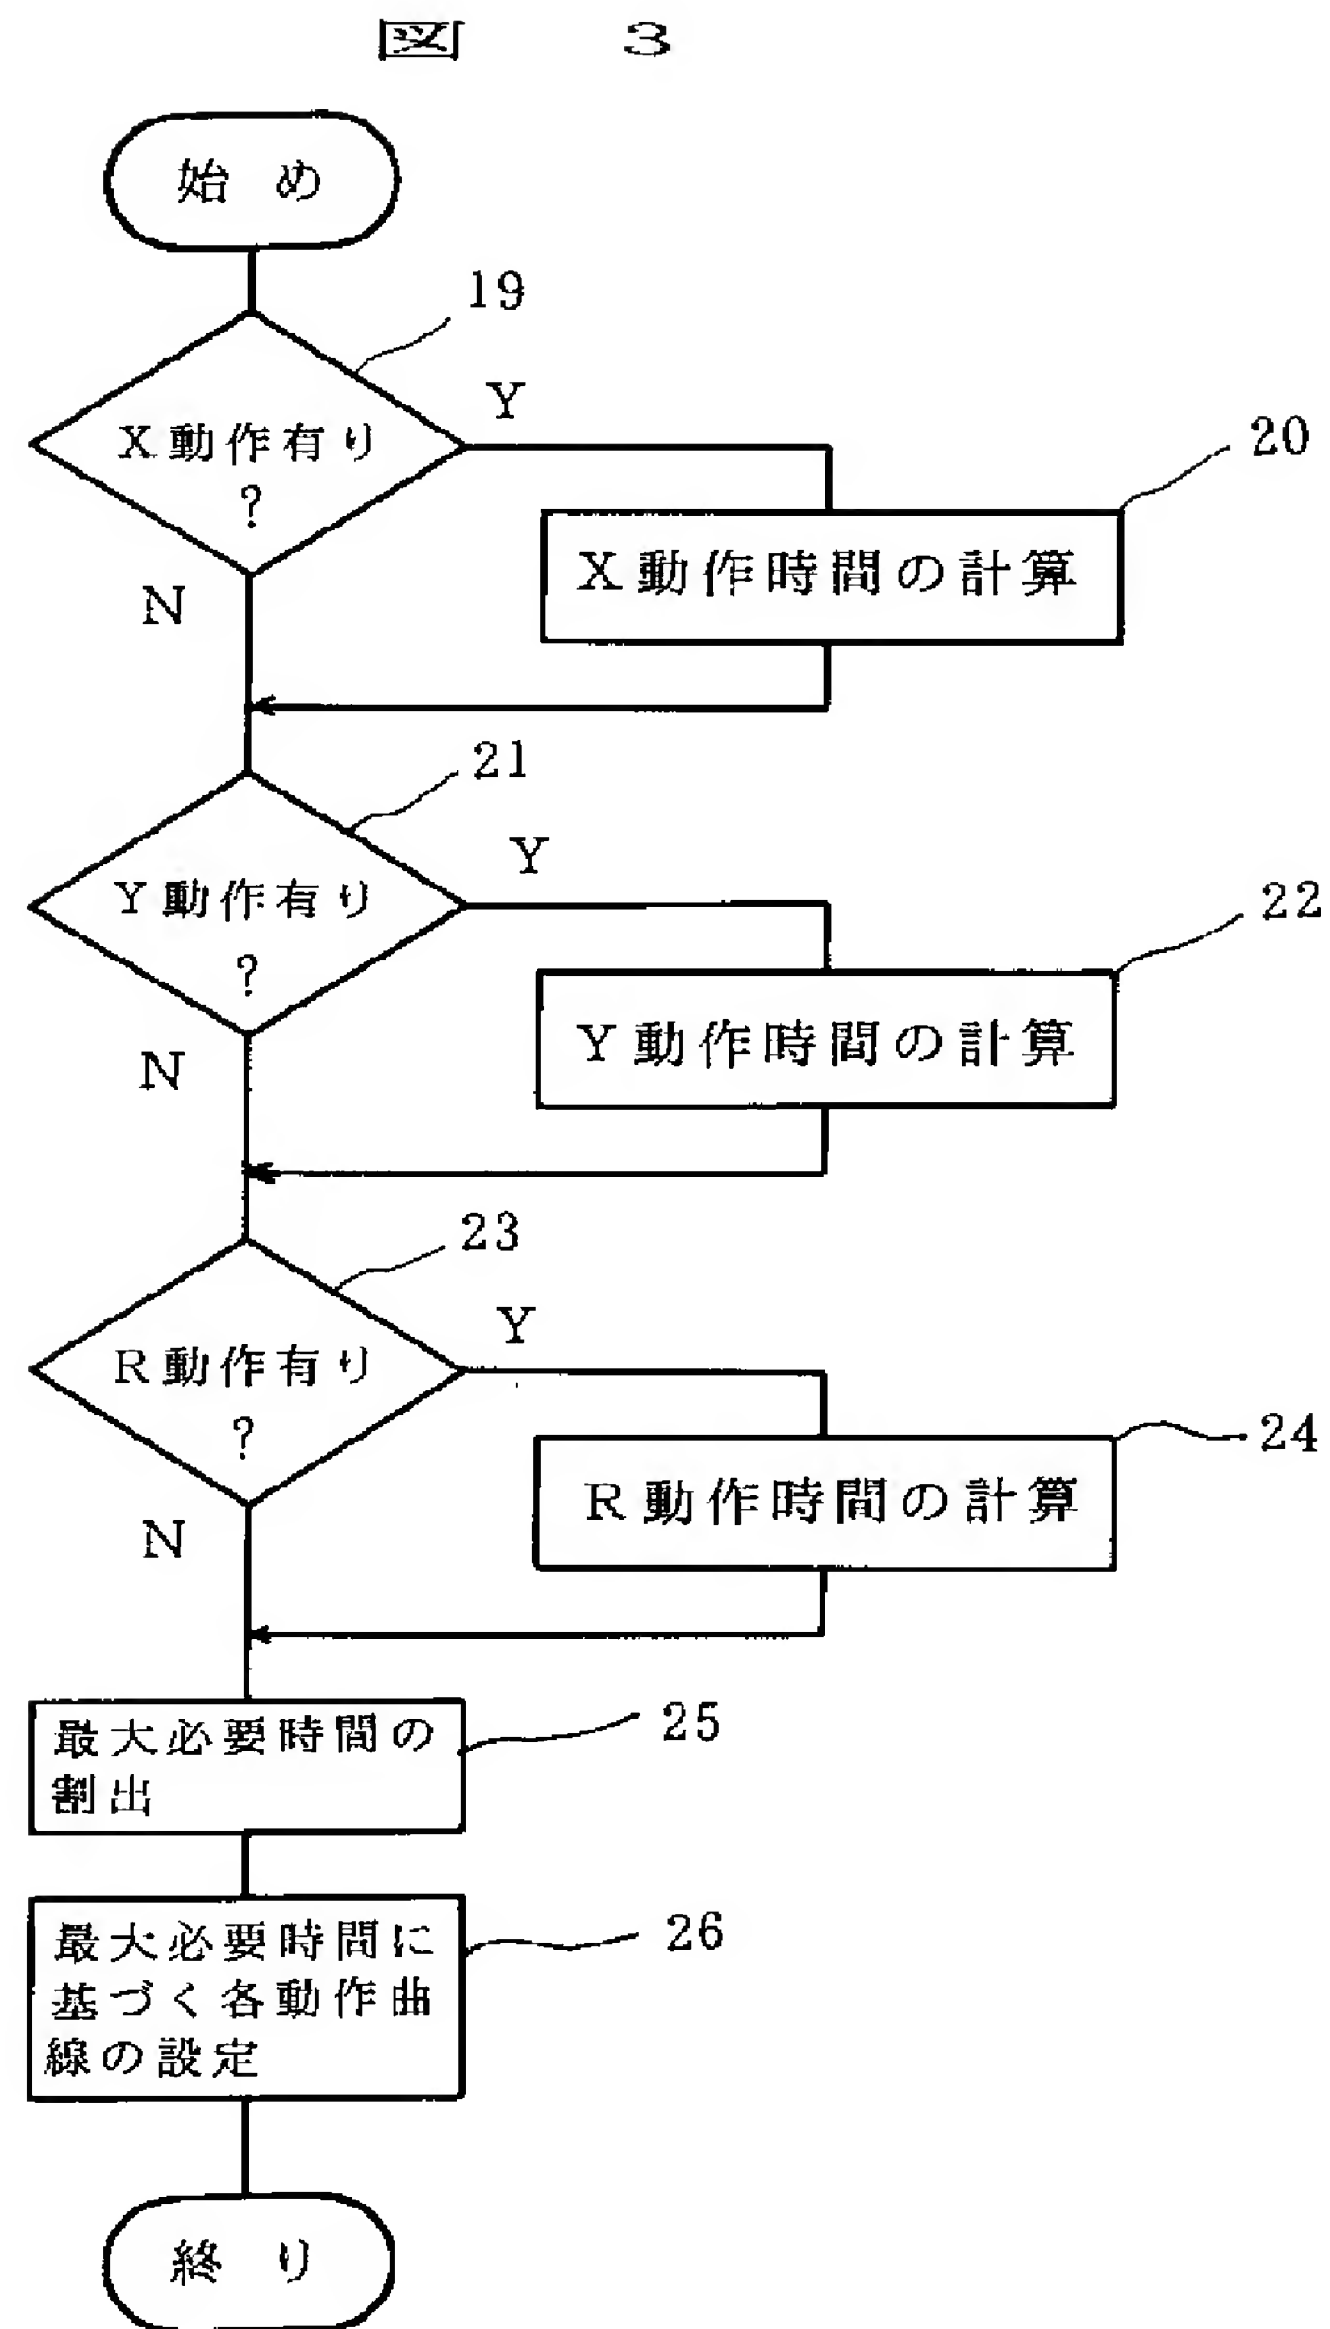 図 3
始め
19
X動作有り
?
Y
20
X動作時間の計算
N
21
Y動作有り
?
Y
22
Y動作時間の計算
N
23
R動作有り
?
Y
24
R動作時間の計算
N
最大必要時間の
割出
25
最大必要時間に
基づく各動作曲
線の設定
26
終り